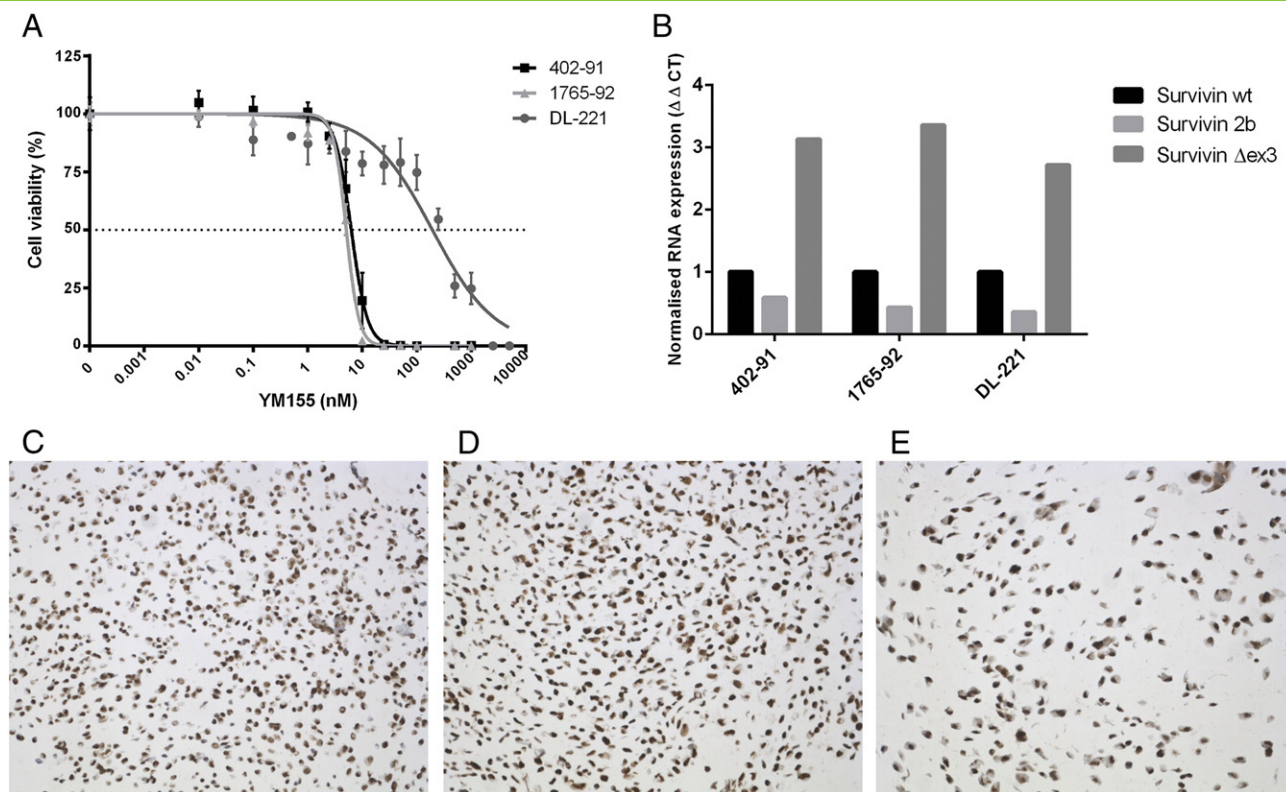 A
125
100
75
50
25
0
Cell viability (%)
0
0.001
0.01
0.1
1
10
100
1000
10000
YM155 (nM)
402-91
1765-92
DL-221
B
4
3
2
1
0
Normalised RNA expression (Δ Δ CT)
402-91
1765-92
DL-221
Survivin wt
Survivin 2b
Survivin Δex3
C
D
E